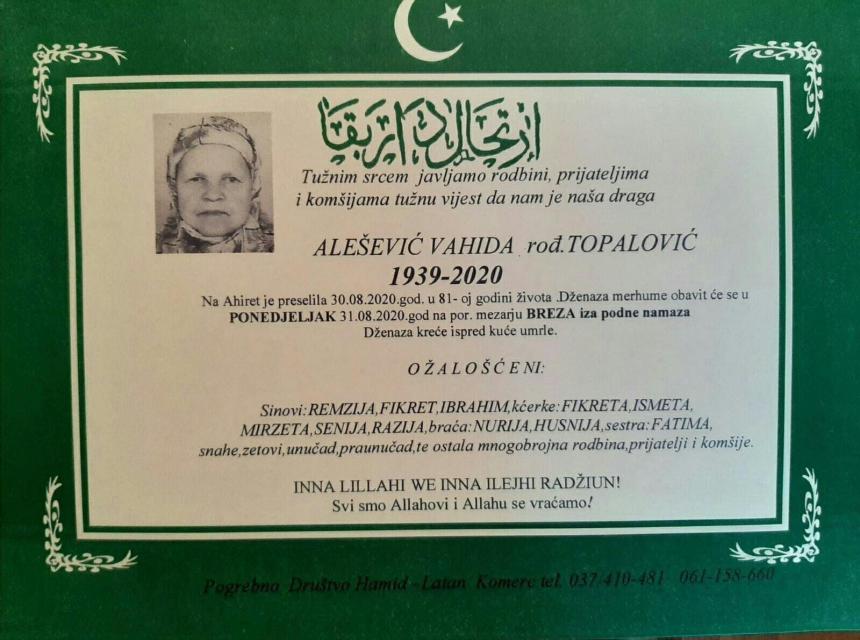 Tužnim srcem javljamo rodbini, prijateljima
i komšijama tužnu vijest da nam je naša draga
ALEŠEVIĆ VAHIDA rođ.TOPALOVIĆ
1939-2020
Na Ahiret je preselila 30.08.2020.god. u 81- oj godini života .Dženaza merhume obavit će se u
PONEDJELJAK 31.08.2020.god na por. mezarju BREZA iza podne namaza
Dženaza kreće ispred kuće umrle.
O Ž A L O Š Ć E NI:
Sinovi:REMZIJA,FIKRET,IBRAHIM,kćerke:FIKRETA,ISMETA,
MIRZETA,SENIJA,RAZIJA,braća:NURIJA,HUSNIJA,sestra:FATIMA,
snahe,zetovi,unučad,praunučad,te ostala mnogobrojna rodbina,prijatelji i komšije.
INNA LILLAHI WE INNA ILEJHI RADŽIUN!
Svi smo Allahovi i Allahu se vraćamo!
Pogrebno Društvo Hamid -Latan Komerc tel. 037/410-481 061-158-660